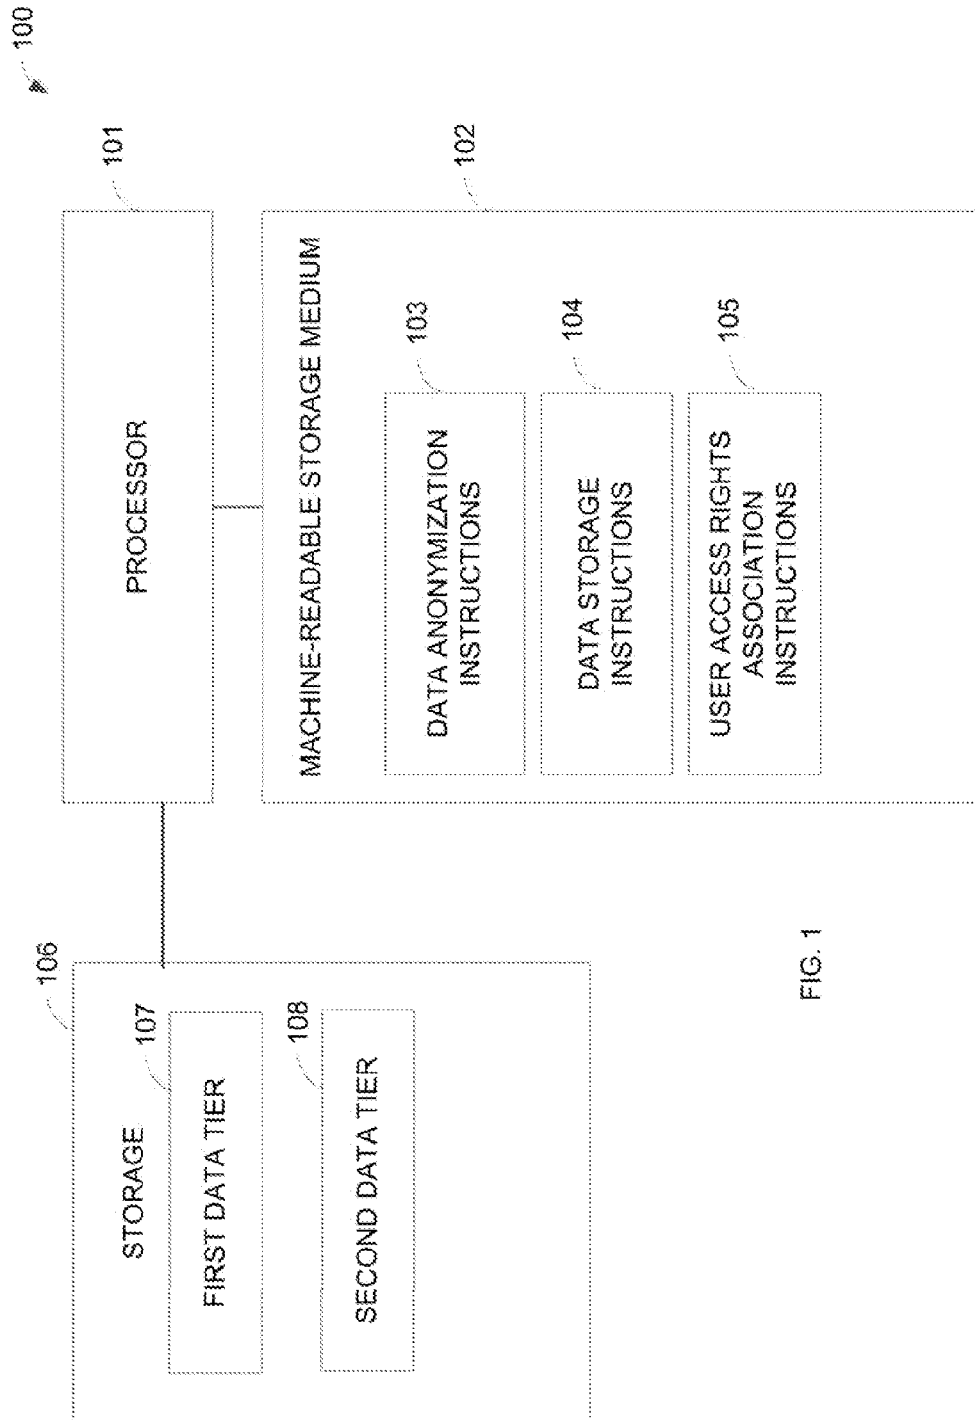 100
106
STORAGE
107
FIRST DATA TIER
108
SECOND DATA TIER
101
PROCESSOR
102
MACHINE-READABLE STORAGE MEDIUM
103
DATA ANONYMIZATION
INSTRUCTIONS
104
DATA STORAGE
INSTRUCTIONS
105
USER ACCESS RIGHTS
ASSOCIATION
INSTRUCTIONS
FIG. 1